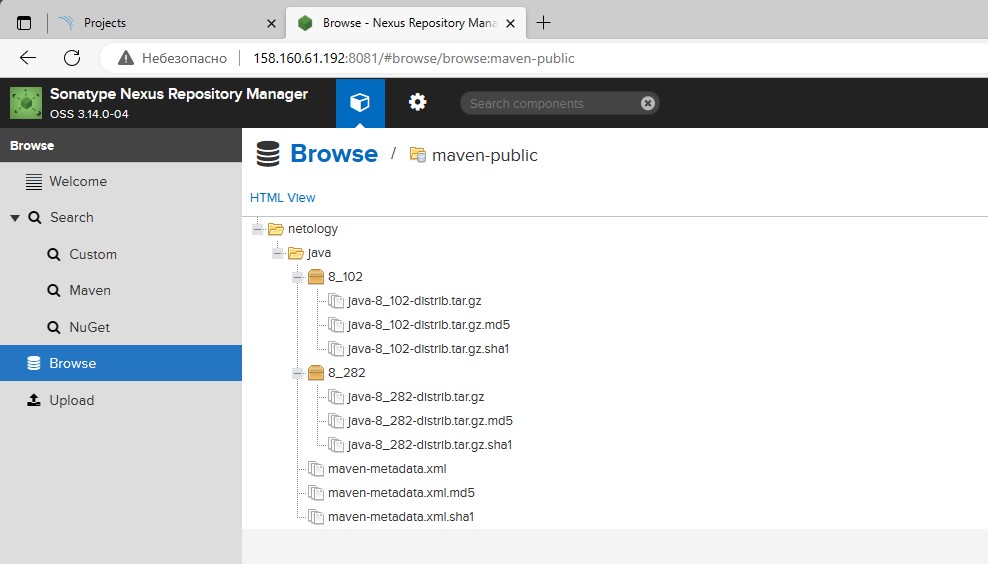 Projects
Browse - Nexus Repository Mana
Небезопасно
158.160.61.192:8081/#browse/browse:maven-public
Sonatype Nexus Repository Manager
OSS 3.14.0-04
Search components
Browse
Browse / maven-public
Welcome
HTML View
Search
Custom
Maven
NuGet
Browse
Upload
netology
java
8_102
java-8_102-distrib.tar.gz
java-8_102-distrib.tar.gz.md5
java-8_102-distrib.tar.gz.sha1
8_282
java-8_282-distrib.tar.gz
java-8_282-distrib.tar.gz.md5
java-8_282-distrib.tar.gz.sha1
maven-metadata.xml
maven-metadata.xml.md5
maven-metadata.xml.sha1